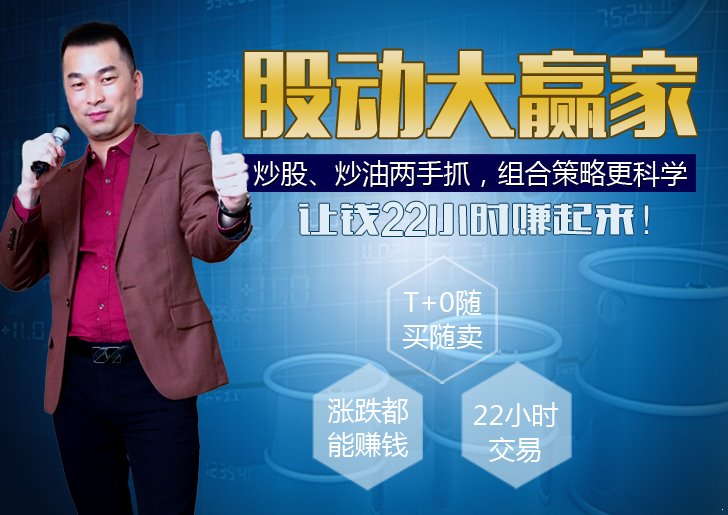 股动大赢家
炒股、炒油两手抓，组合策略更科学
让钱22小时赚起来！
T+0随
买随卖
涨跌都
能赚钱
22小时
交易